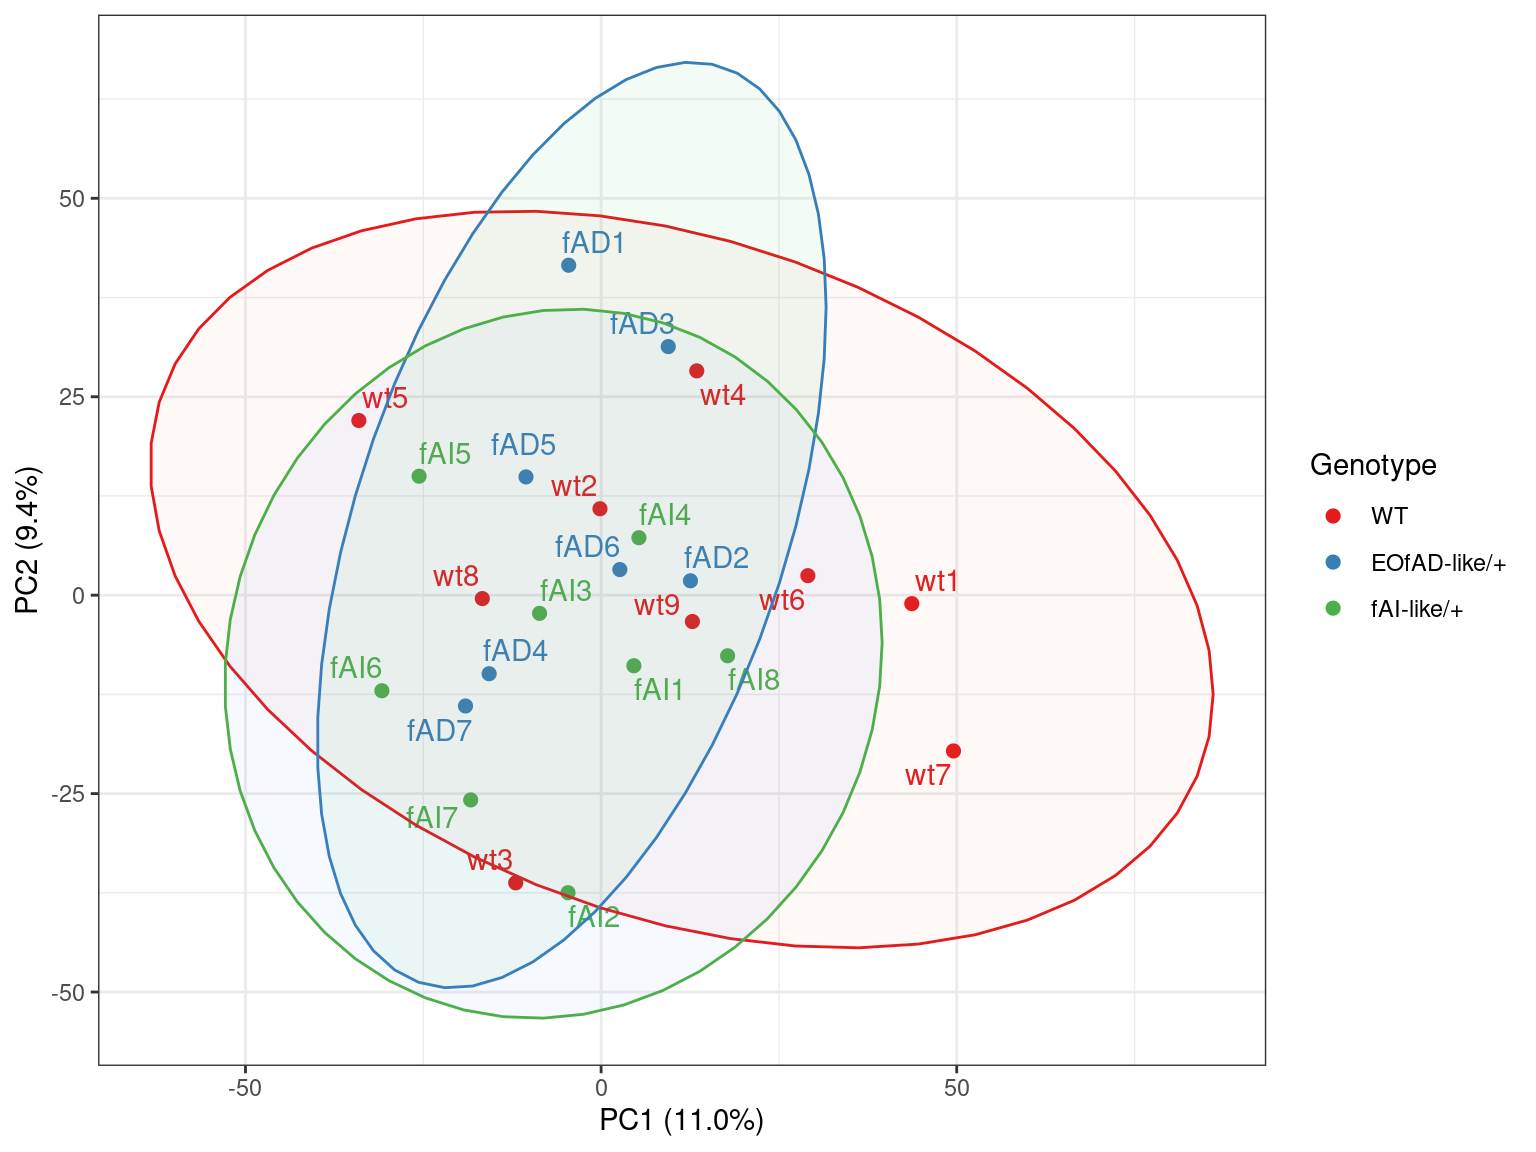 fAD1
fAD3
wt4
wt5
fAI5
fAD5
wt2
fAI4
fAD6
fAD2
wt8
fAI3
wt9
wt6
wt1
fAD4
fAI6
fAI1
fAI8
fAD7
wt7
fAI7
wt3
fAI2
50
25
0
-25
-50
-50
0
50
PC1 (11.0%)
PC2 (9.4%)
Genotype
WT
EOfAD-like/+
fAI-like/+